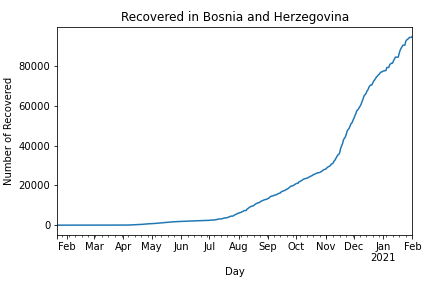 Recovered in Bosnia and Herzegovina
Number of Recovered
80000
60000
40000
20000
0
Feb Mar Apr May Jun Jul Aug Sep Oct Nov Dec Jan Feb
2021
Day